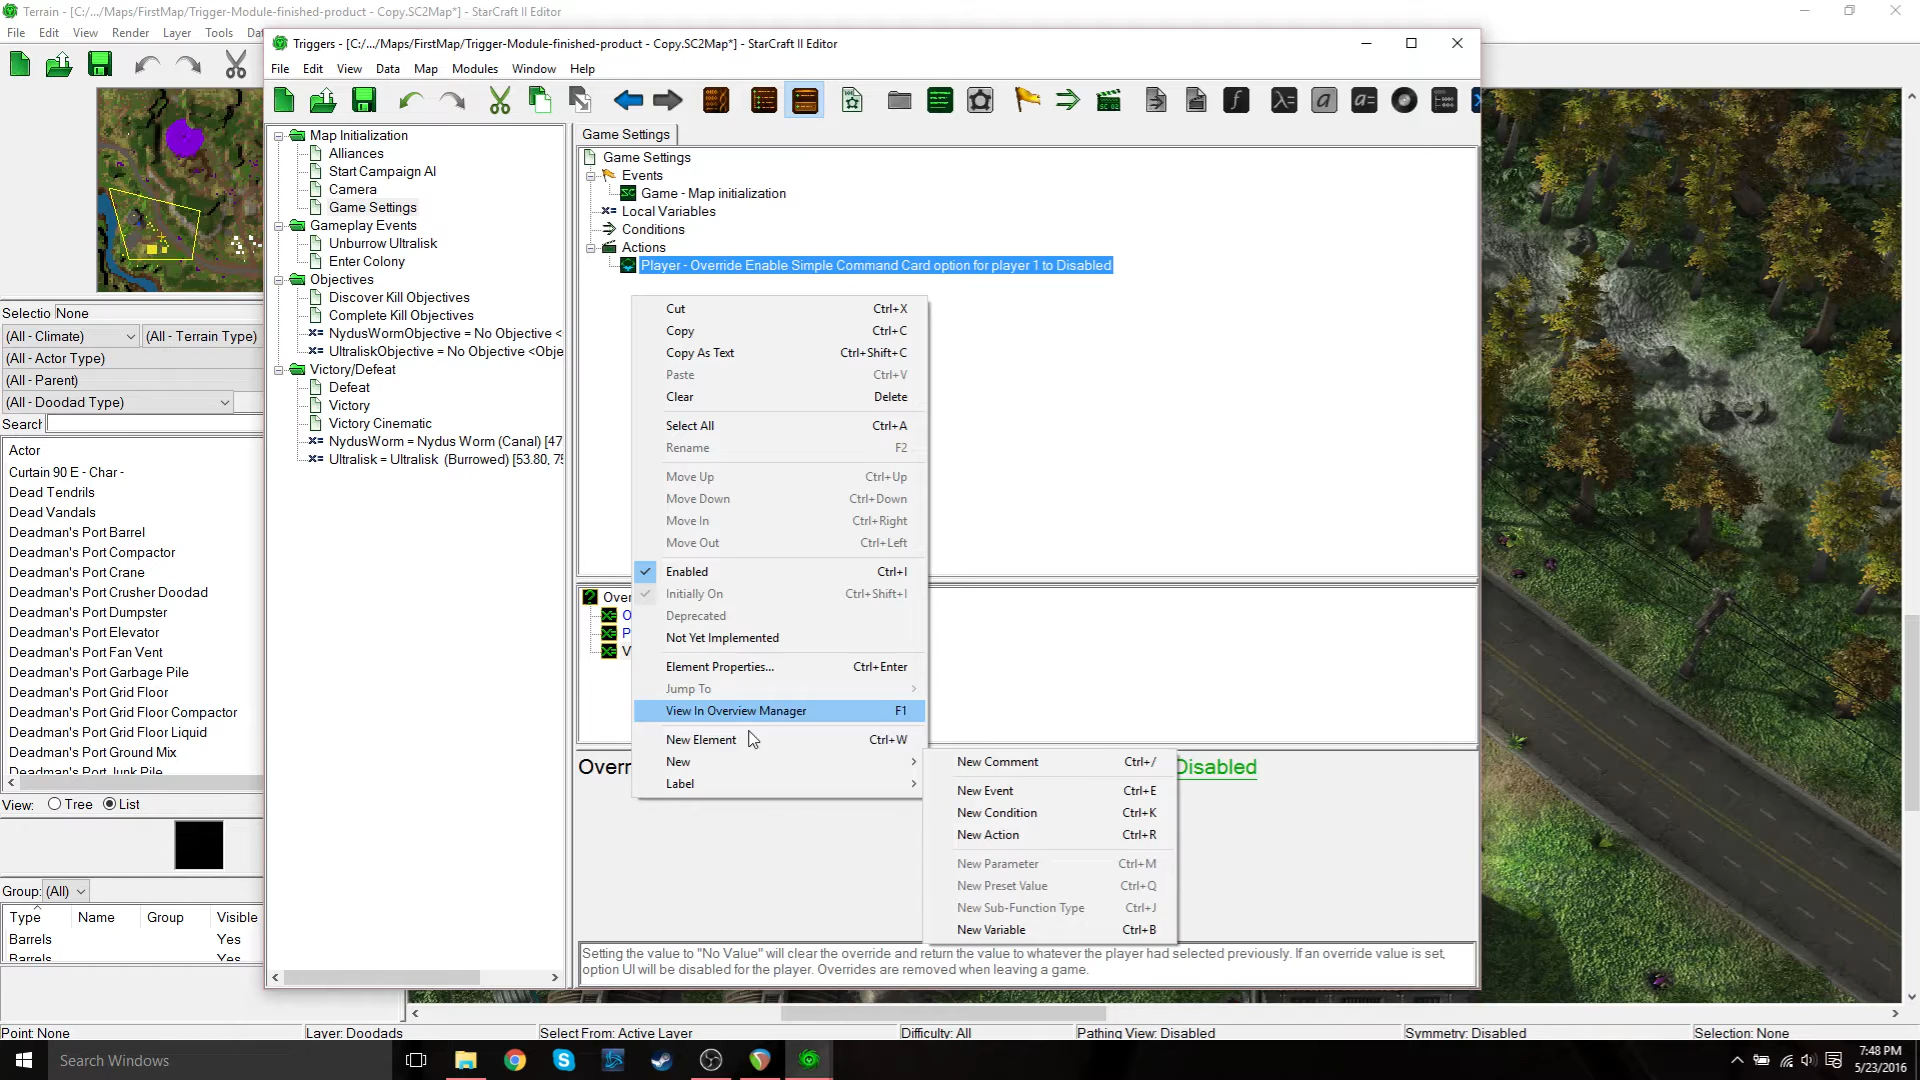 Terrain - [C:/.../Maps/FirstMap/Trigger-Module-finished-product - Copy.SC2Map*] - StarCraft II Editor
File Edit View Render Layer Tools Dat
Triggers - [C:/.../Maps/FirstMap/Trigger-Module-finished-product - Copy.SC2Map*] - StarCraft II Editor
File Edit View Data Map Modules Window Help
Map Initialization
Alliances
Start Campaign AI
Camera
Game Settings
Gameplay Events
Unburrow Ultralisk
Enter Colony
Objectives
Discover Kill Objectives
Complete Kill Objectives
NydusWormObjective = No Objective <
UltraliskObjective = No Objective <Obje
Victory/Defeat
Defeat
Victory
Victory Cinematic
NydusWorm = Nydus Worm (Canal) [47
Ultralisk = Ultralisk (Burrowed) [53.80, 75
Game Settings
Game Settings
Events
Game - Map initialization
Local Variables
Conditions
Actions
Player - Override Enable Simple Command Card option for player 1 to Disabled
Cut Ctrl+X
Copy Ctrl+C
Copy As Text Ctrl+Shift+C
Paste Ctrl+V
Clear Delete
Select All Ctrl+A
Rename F2
Move Up Ctrl+Up
Move Down Ctrl+Down
Move In Ctrl+Right
Move Out Ctrl+Left
Enabled Ctrl+I
Initially On Ctrl+Shift+I
Deprecated
Not Yet Implemented
Element Properties... Ctrl+Enter
Jump To
View In Overview Manager F1
New Element Ctrl+W
New
Label
New Comment Ctrl+/
New Event Ctrl+E
New Condition Ctrl+K
New Action Ctrl+R
New Parameter Ctrl+M
New Preset Value Ctrl+Q
New Sub-Function Type Ctrl+J
New Variable Ctrl+B
Over
O
P
V
Overr
Disabled
Setting the value to "No Value" will clear the override and return the value to whatever the player had selected previously. If an override value is set,
option UI will be disabled for the player. Overrides are removed when leaving a game.
Selectio None
(All - Climate) (All - Terrain Type)
(All - Actor Type)
(All - Parent)
(All - Doodad Type)
Search
Actor
Curtain 90 E - Char -
Dead Tendrils
Dead Vandals
Deadman's Port Barrel
Deadman's Port Compactor
Deadman's Port Crane
Deadman's Port Crusher Doodad
Deadman's Port Dumpster
Deadman's Port Elevator
Deadman's Port Fan Vent
Deadman's Port Garbage Pile
Deadman's Port Grid Floor
Deadman's Port Grid Floor Compactor
Deadman's Port Grid Floor Liquid
Deadman's Port Ground Mix
Deadman's Port Junk Pile
View: Tree List
Group: (All)
Type Name Group Visible
Barrels Yes
Barrels Yes
Point: None Layer: Doodads Select From: Active Layer Difficulty: All Pathing View: Disabled Symmetry: Disabled Selection: None
Search Windows
7:48 PM
5/23/2016